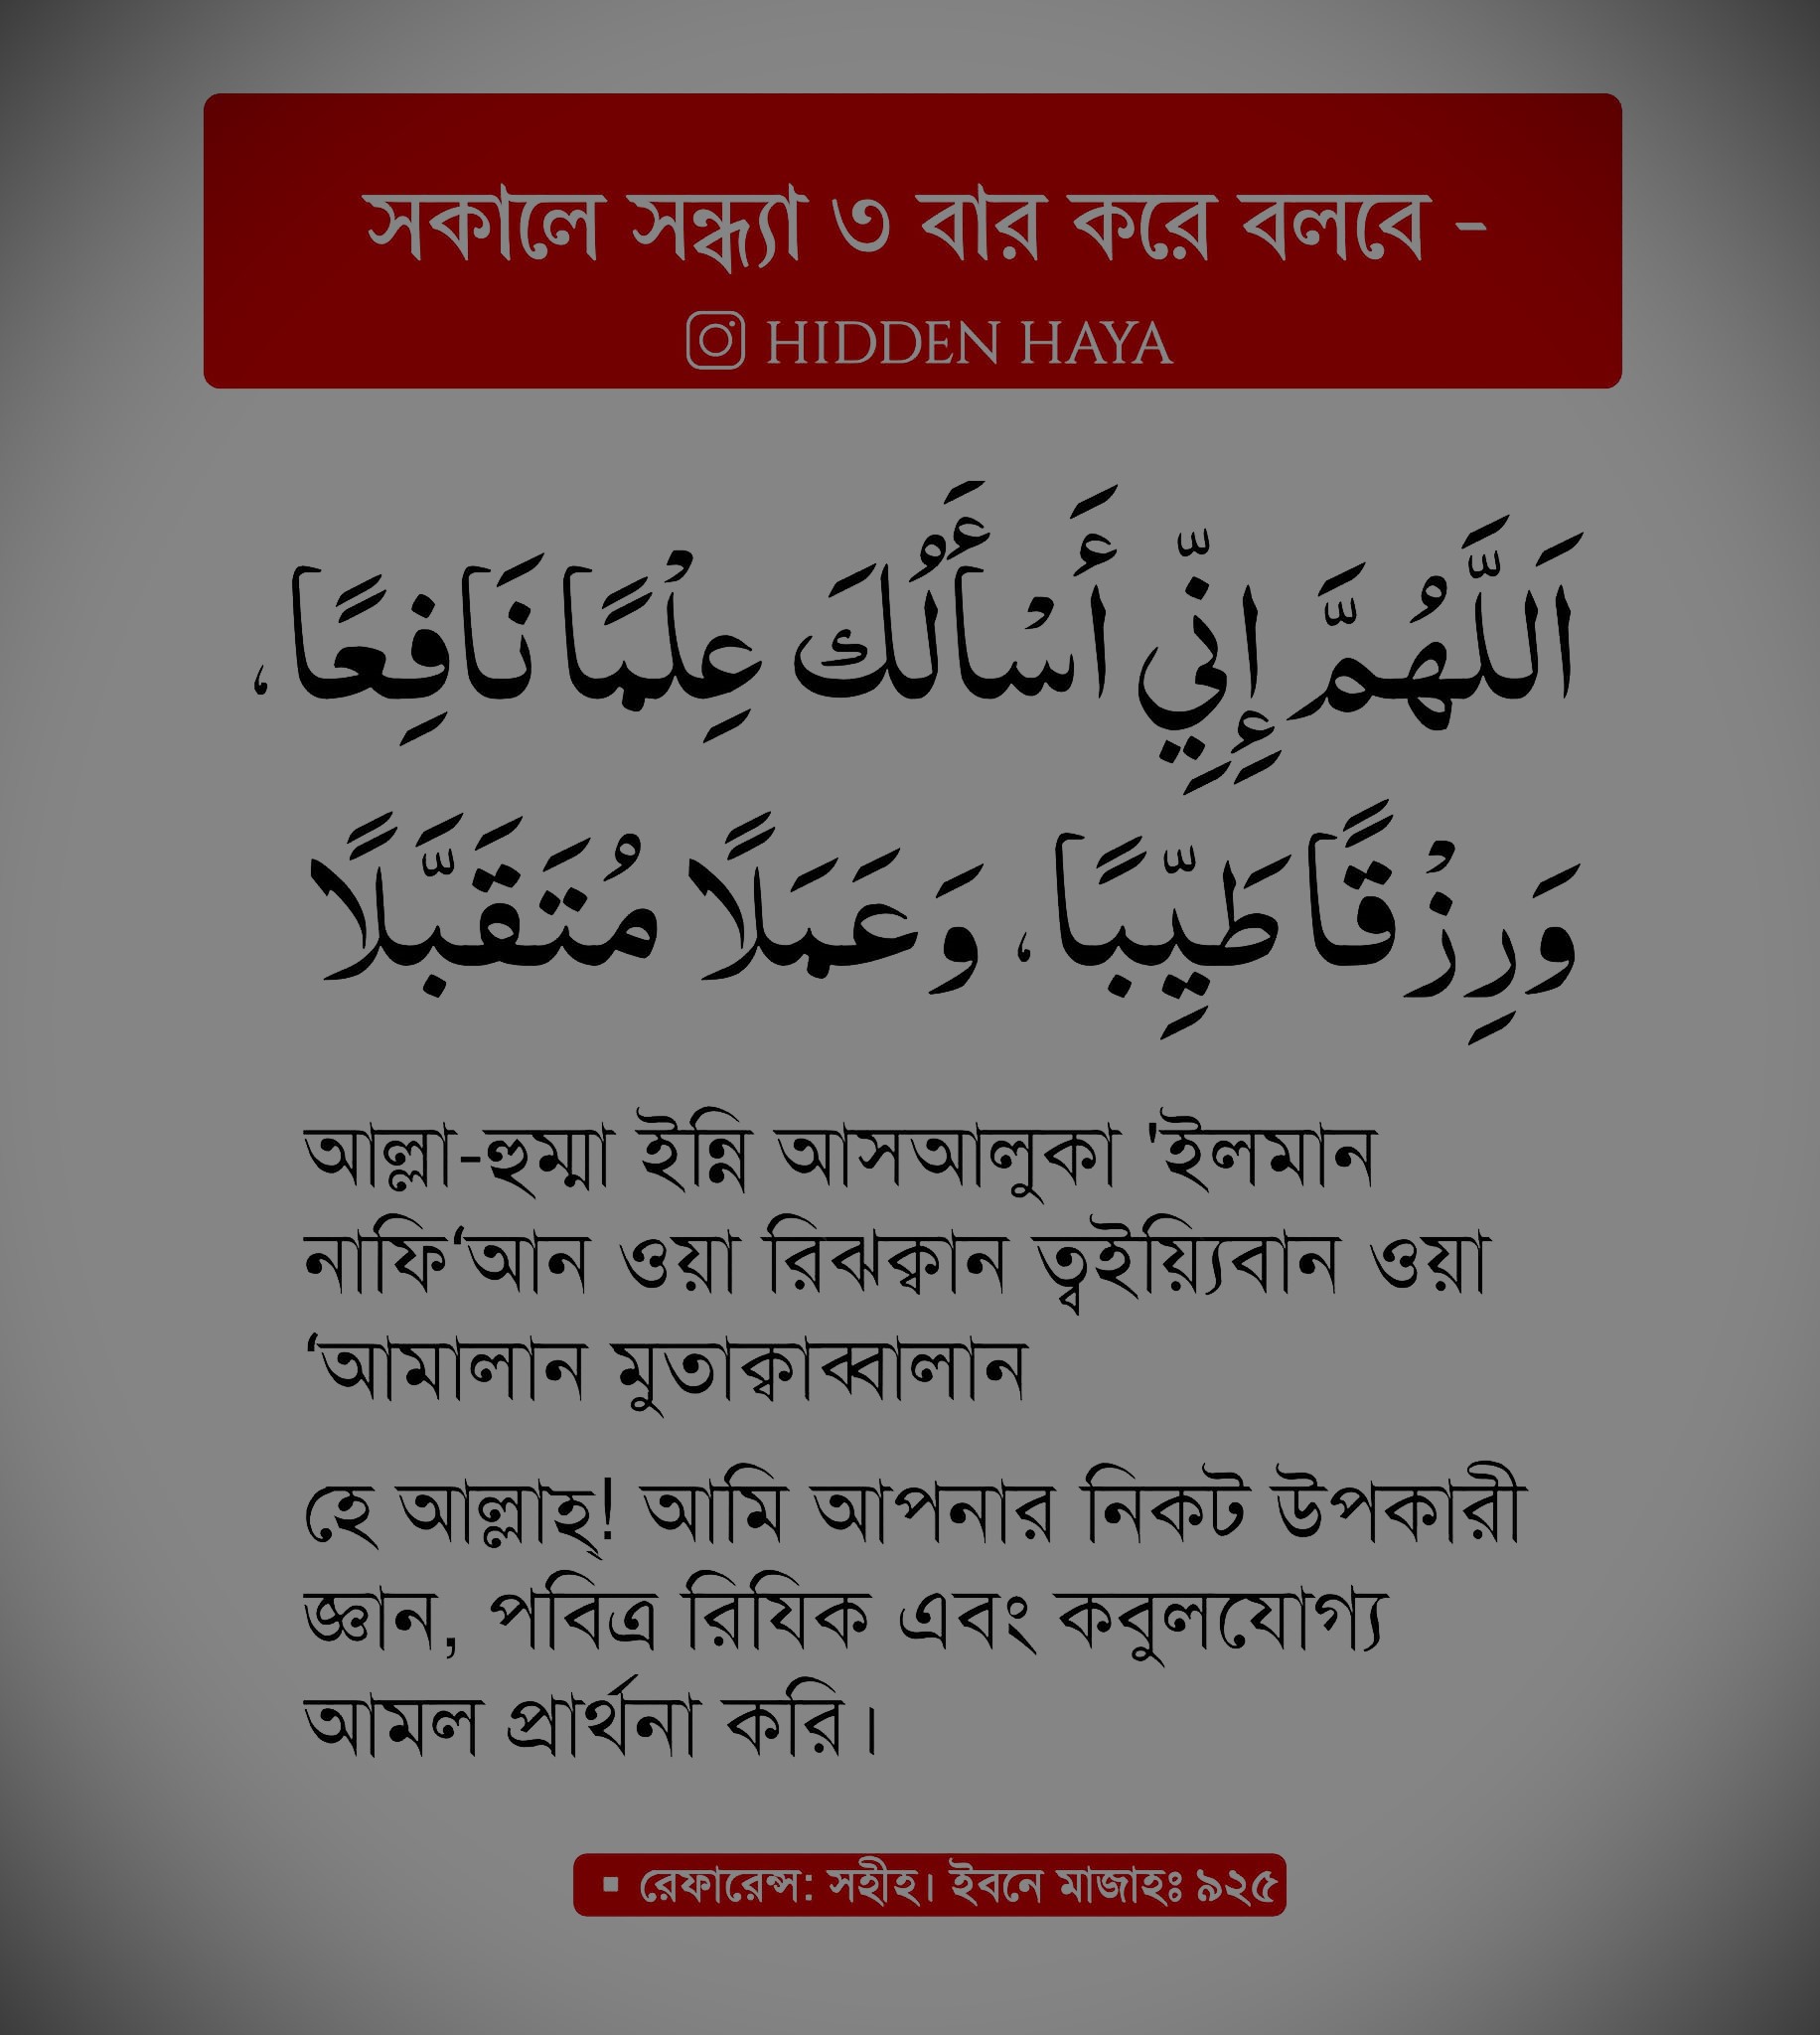 সকালে সন্ধ্যা ৩ বার করে বলবে -
HIDDEN HAYA
اَللَّهُمَّ إِنِّي أَسْأَلُكَ عِلْمًا نَافِعًا،
وَرِزْقًا طَيِّبًا، وَعَمَلًا مُتَقَبَّلًا
আল্লা-হুম্মা ইন্নি আসআলুকা 'ইলমান
নাফি‘আন ওয়া রিঝক্বান ত্বইয়্যিবান ওয়া
‘আমালান মুতাক্বাব্বালান
হে আল্লাহ্! আমি আপনার নিকট উপকারী
জ্ঞান, পবিত্র রিযিক এবং কবুলযোগ্য
আমল প্রার্থনা করি।
▪ রেফারেন্স: সহীহ। ইবনে মাজাহঃ ৯২৫